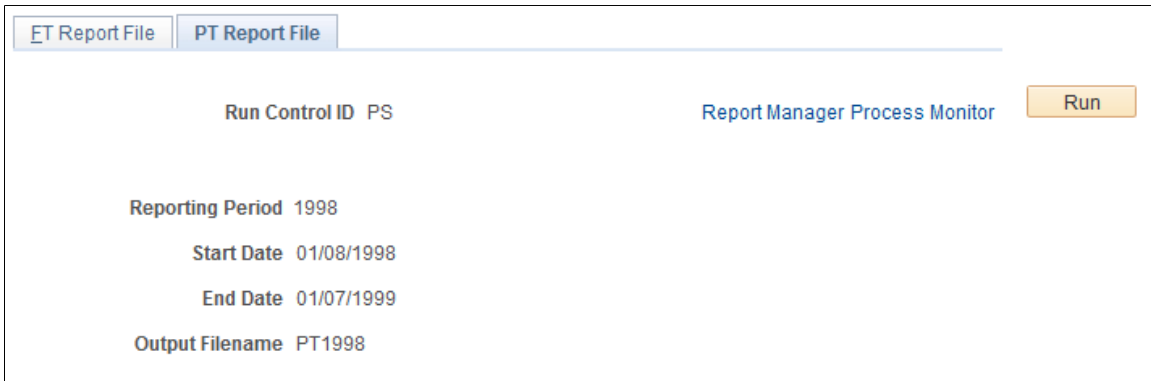 FT Report File PT Report File
Run Control ID PS Report Manager Process Monitor Run
Reporting Period 1998
Start Date 01/08/1998
End Date 01/07/1999
Output Filename PT1998